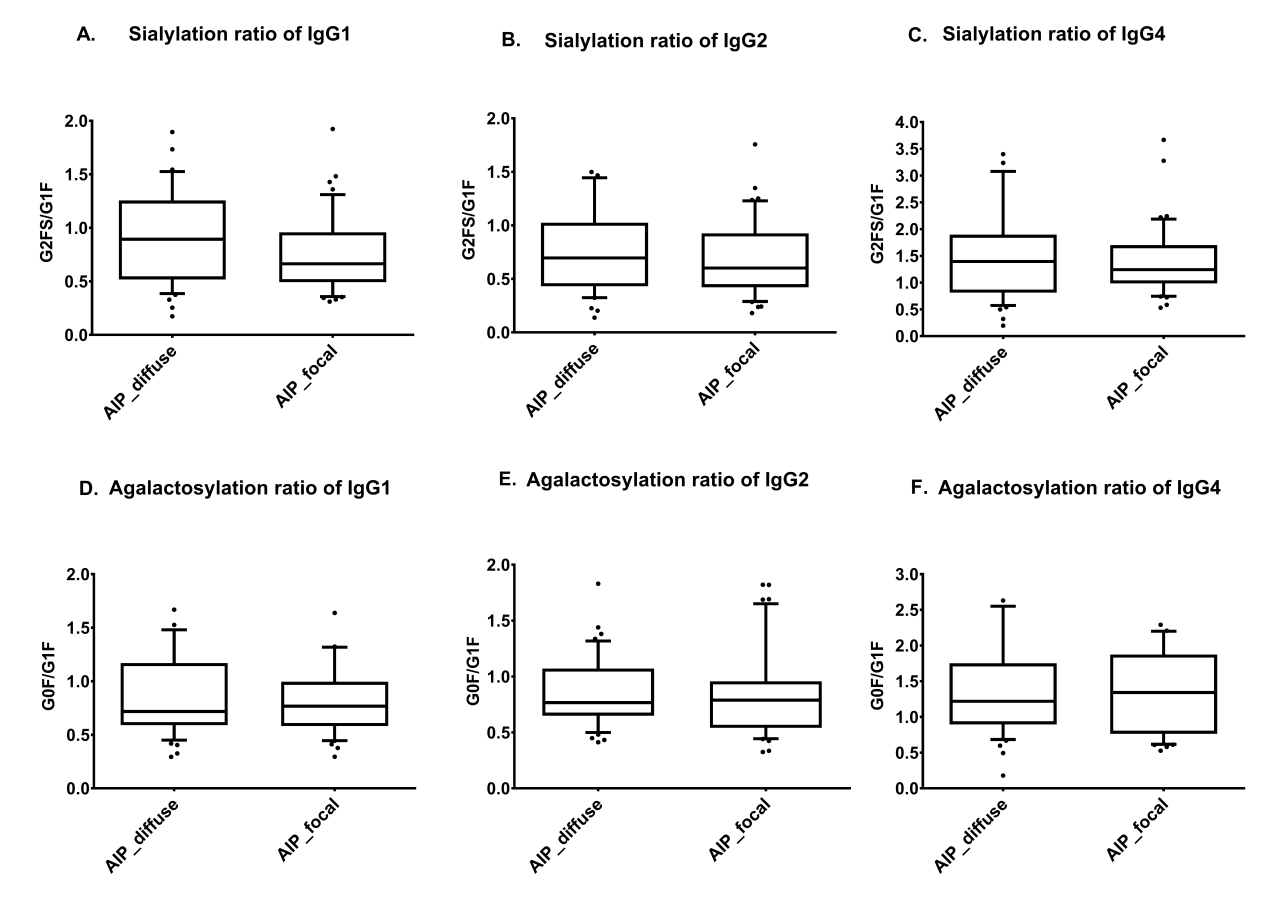 A. Sialylation ratio of IgG1
2.0
1.5
1.0
0.5
0.0
G2FS/G1F
AIP_diffuse
AIP_focal
B. Sialylation ratio of IgG2
2.0
1.5
1.0
0.5
0.0
G2FS/G1F
AIP_diffuse
AIP_focal
C. Sialylation ratio of IgG4
4.0
3.5
3.0
2.5
2.0
1.5
1.0
0.5
0.0
G2FS/G1F
AIP_diffuse
AIP_focal
D. Agalactosylation ratio of IgG1
2.0
1.5
1.0
0.5
0.0
G0F/G1F
AIP_diffuse
AIP_focal
E. Agalactosylation ratio of IgG2
2.0
1.5
1.0
0.5
0.0
G0F/G1F
AIP_diffuse
AIP_focal
F. Agalactosylation ratio of IgG4
3.0
2.5
2.0
1.5
1.0
0.5
0.0
G0F/G1F
AIP_diffuse
AIP_focal